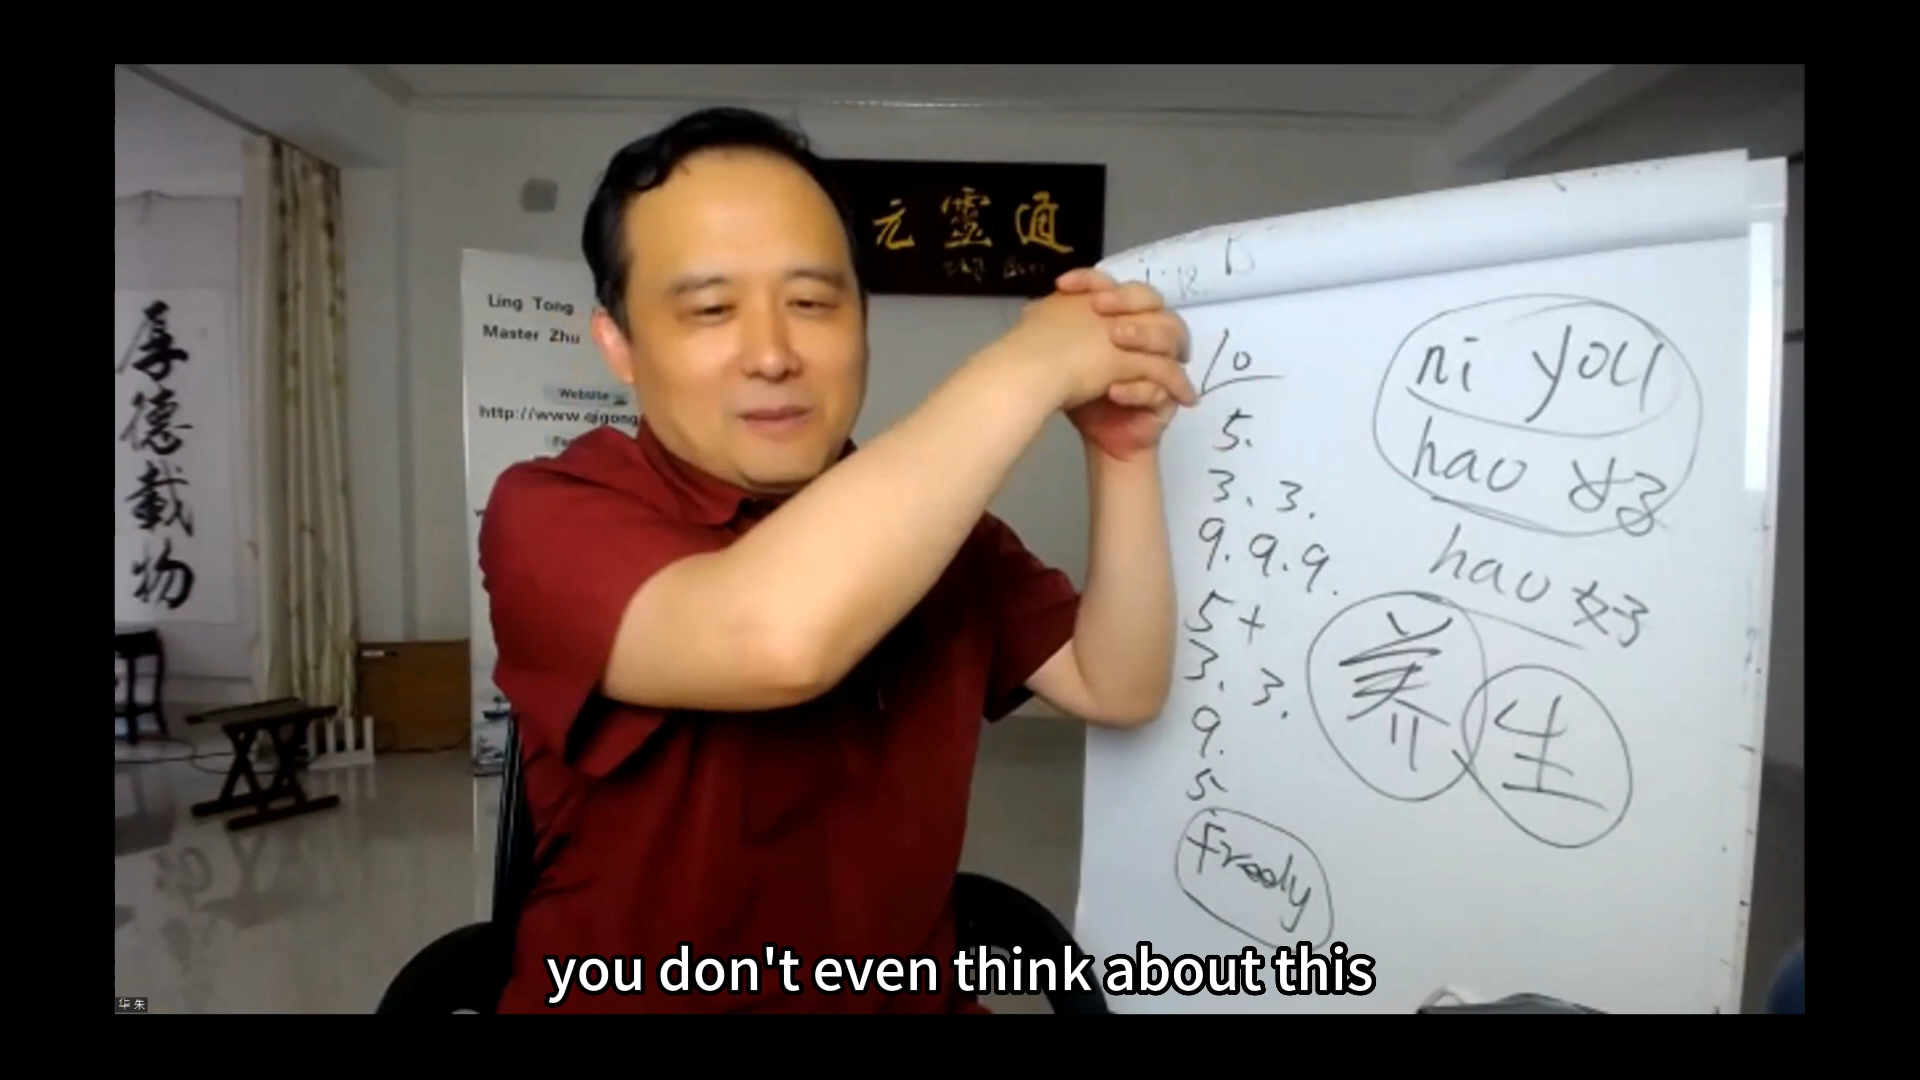 元靈通
厚德載物
Ling Tong
Master Zhu
Website
http://www.qigong
10
5.
3. 3.
9. 9. 9.
5+
3. 3.
9.
5
Freely
ni you
hao 好
hao 好
养生
you don't even think about this
华 朱